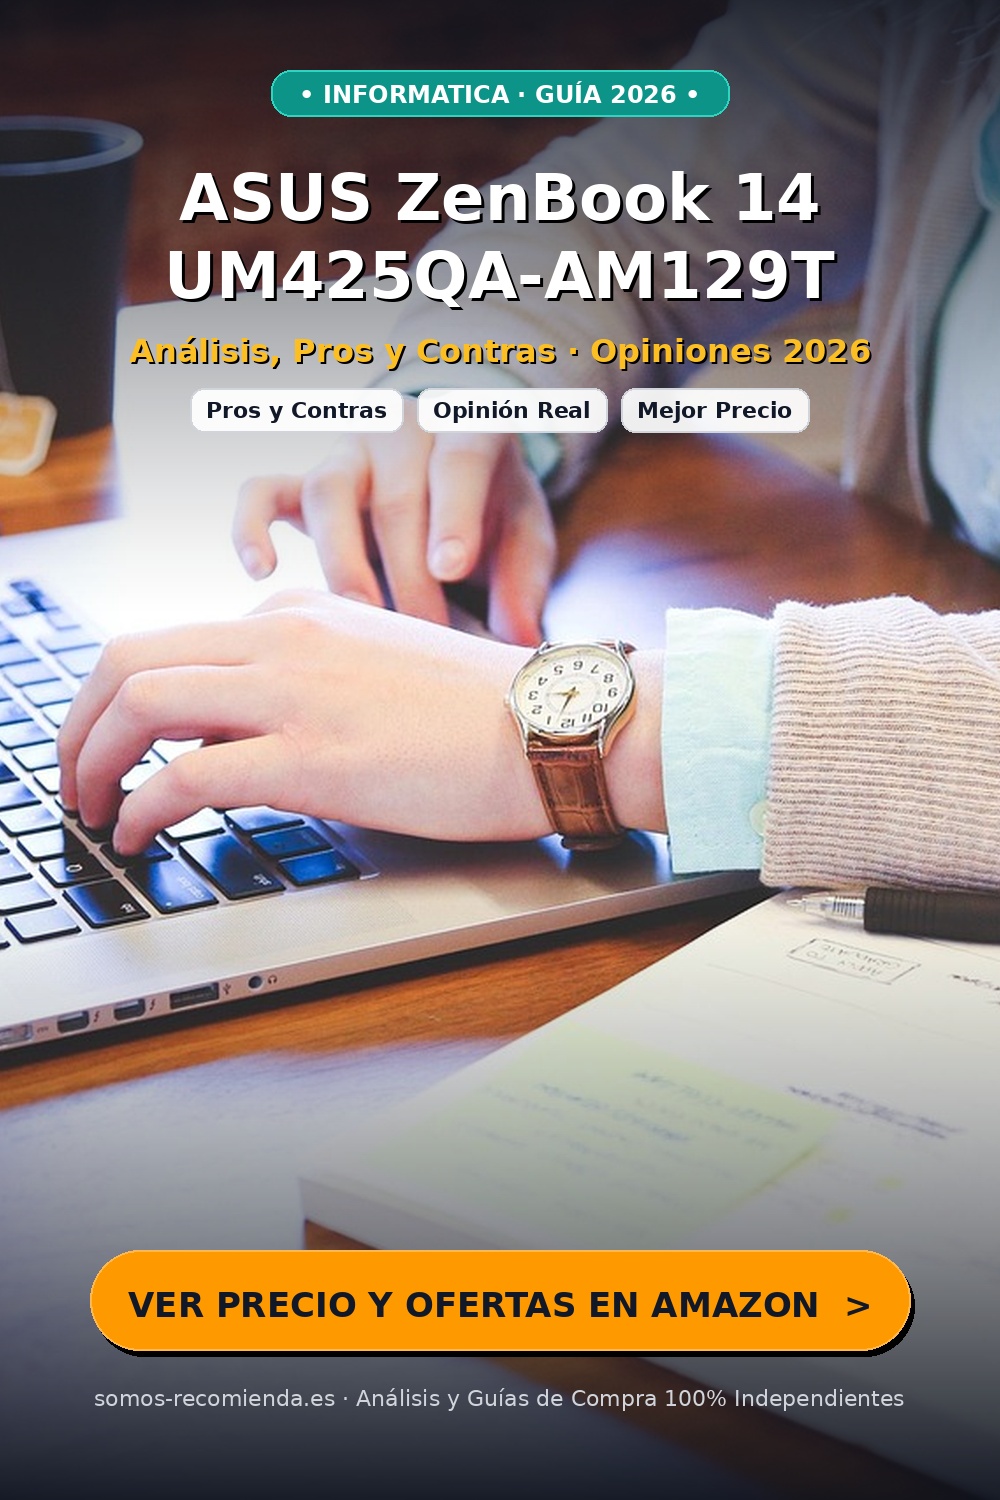 • INFORMATICA · GUÍA 2026 •
ASUS ZenBook 14
UM425QA-AM129T
Análisis, Pros y Contras · Opiniones 2026
Pros y Contras
Opinión Real
Mejor Precio
VER PRECIO Y OFERTAS EN AMAZON >
somos-recomienda.es · Análisis y Guías de Compra 100% Independientes